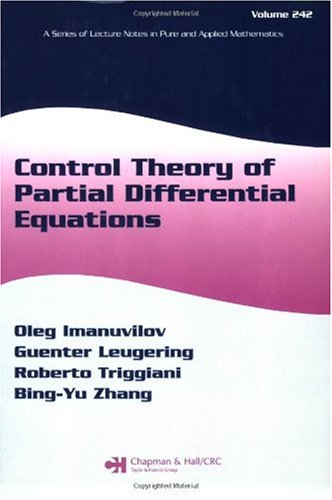 Volume 242
A Series of Lecture Notes in Pure and Applied Mathematics
Control Theory of
Partial Differential
Equations
Oleg Imanuvilov
Guenter Leugering
Roberto Triggiani
Bing-Yu Zhang
Chapman & Hall/CRC
Taylor & Francis Group